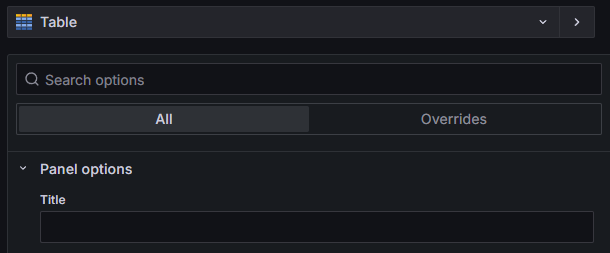 Table
Search options
All Overrides
Panel options
Title